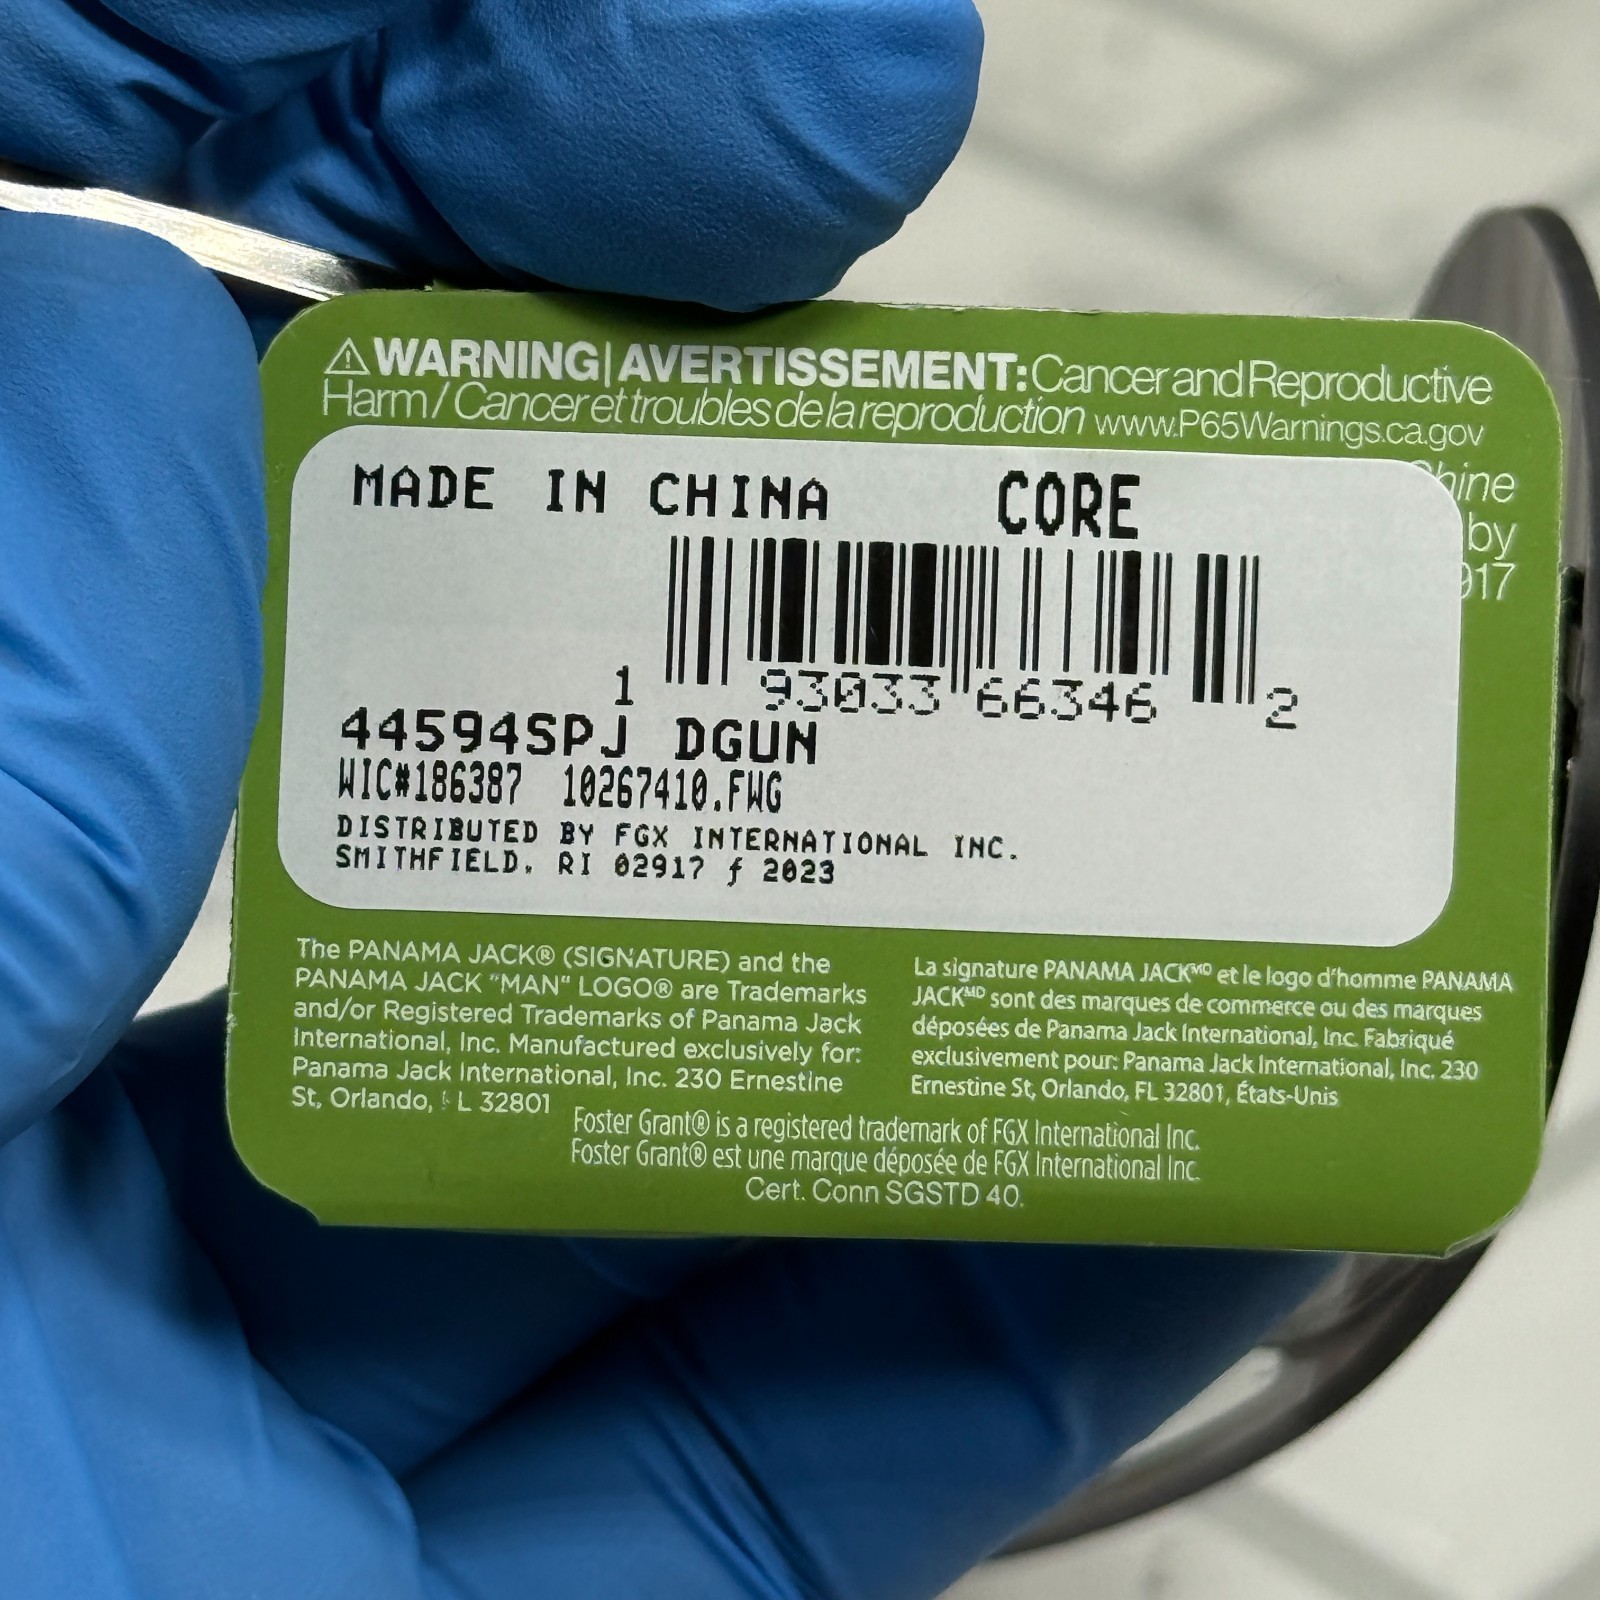 ⚠WARNING|AVERTISSEMENT: Cancer and Reproductive
Harm / Cancer et troubles de la reproduction www.P65Warnings.ca.gov
MADE IN CHINA CORE
hine
by
917
1 93033 66346 2
44594SPJ DGUN
WIC#186387 10267410.FWG
DISTRIBUTED BY FGX INTERNATIONAL INC.
SMITHFIELD, RI 02917 ƒ 2023
The PANAMA JACK® (SIGNATURE) and the
PANAMA JACK "MAN" LOGO® are Trademarks
and/or Registered Trademarks of Panama Jack
International, Inc. Manufactured exclusively for:
Panama Jack International, Inc. 230 Ernestine
St, Orlando, FL 32801
La signature PANAMA JACKᴹᴰ et le logo d'homme PANAMA
JACKᴹᴰ sont des marques de commerce ou des marques
déposées de Panama Jack International, Inc. Fabriqué
exclusivement pour: Panama Jack International, Inc. 230
Ernestine St, Orlando, FL 32801, États-Unis
Foster Grant® is a registered trademark of FGX International Inc.
Foster Grant® est une marque déposée de FGX International Inc.
Cert. Conn SGSTD 40.